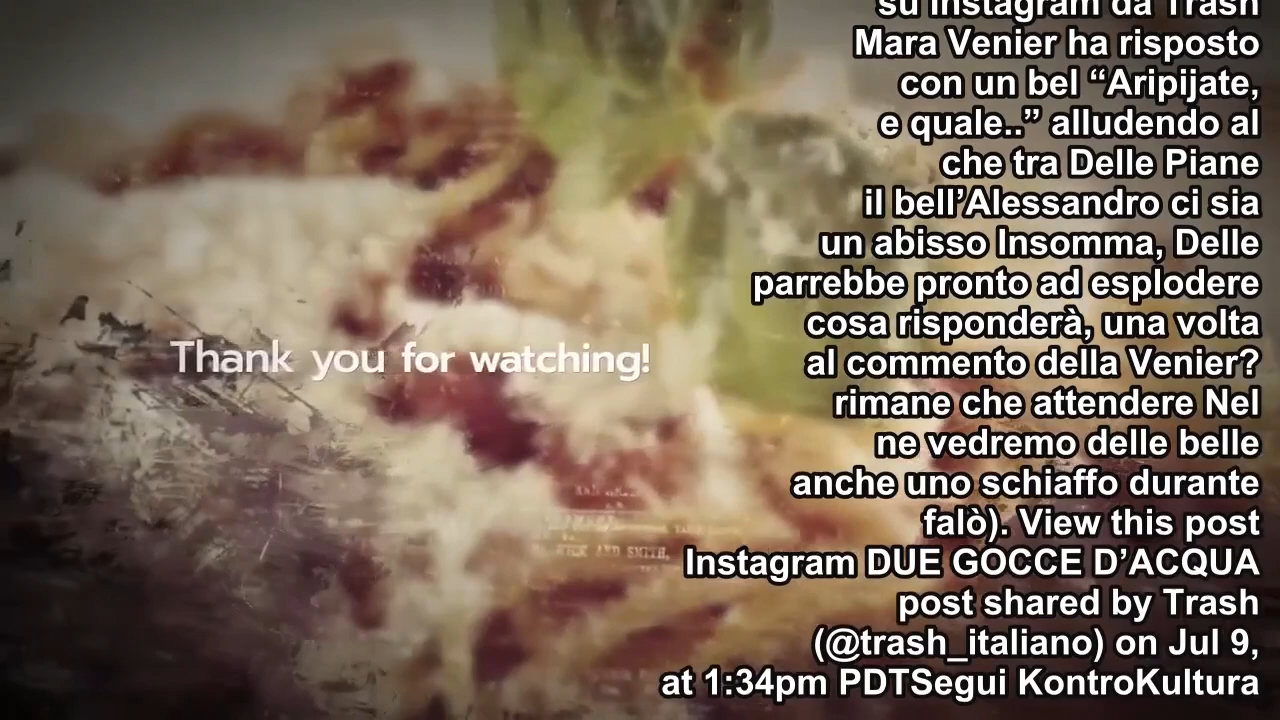 su Instagram da Trash
Mara Venier ha risposto
con un bel “Aripijate,
e quale..” alludendo al
che tra Delle Piane
il bell’Alessandro ci sia
un abisso Insomma, Delle
parrebbe pronto ad esplodere
cosa risponderà, una volta
al commento della Venier?
rimane che attendere Nel
ne vedremo delle belle
anche uno schiaffo durante
falò). View this post
Instagram DUE GOCCE D’ACQUA
post shared by Trash
(@trash_italiano) on Jul 9,
at 1:34pm PDTSegui KontroKultura
Thank you for watching!
AND SMITH,